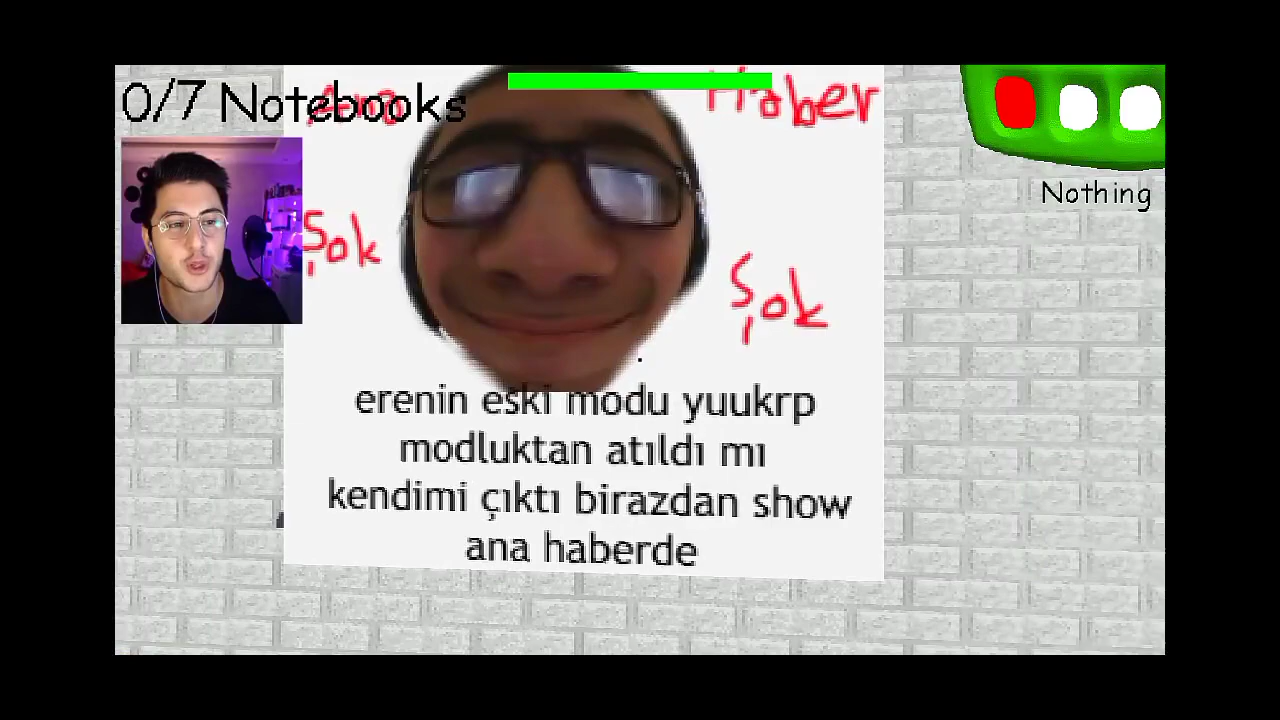 0/7 Notebooks
Haber
Nothing
Şok
Şok
erenin eski modu yuukrp
modluktan atıldı mı
kendimi çıktı birazdan show
ana haberde